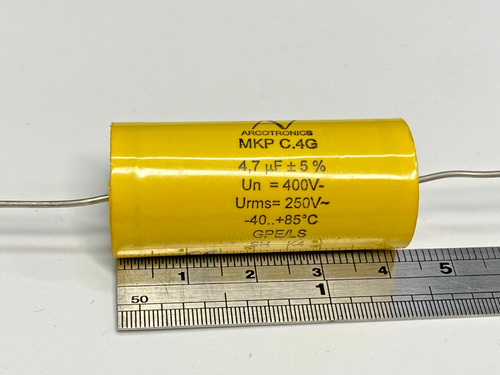 ARCOTRONICS
MKP C.4G
4,7 µF ± 5 %
Un = 400V-
Urms= 250V~
-40..+85°C
GPE/LS
1 2 3 4 5
50 1